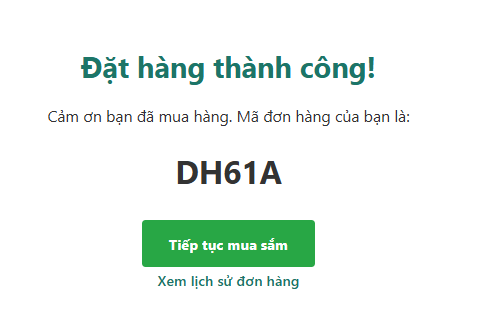 Đặt hàng thành công!
Cảm ơn bạn đã mua hàng. Mã đơn hàng của bạn là:
DH61A
Tiếp tục mua sắm
Xem lịch sử đơn hàng